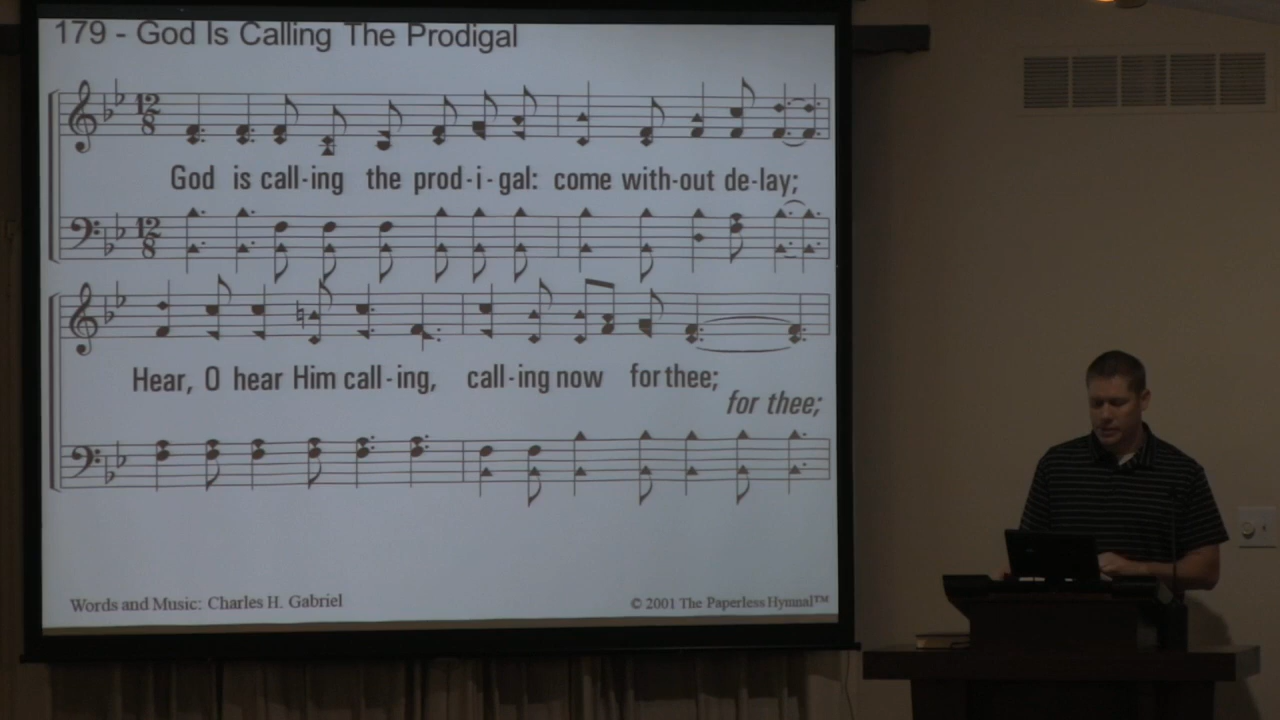 179 - God Is Calling The Prodigal
12
8
God is call-ing the prod-i-gal: come with-out de-lay;
12
8
Hear, O hear Him call-ing, call-ing now for thee;
for thee;
Words and Music: Charles H. Gabriel
© 2001 The Paperless Hymnal™